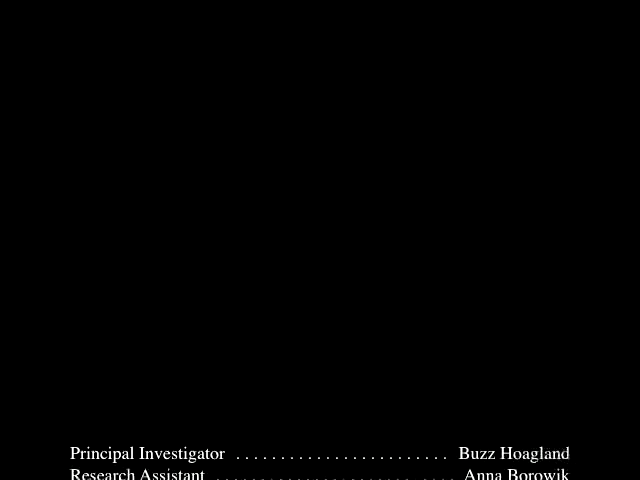 Principal Investigator ........................ Buzz Hoagland
Research Assistant ........................... Anna Borowik